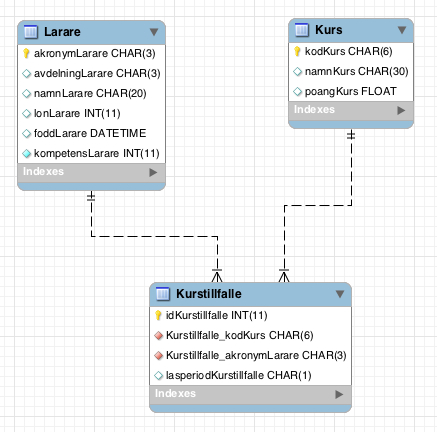 Larare
akronymLarare CHAR(3)
avdelningLarare CHAR(3)
namnLarare CHAR(20)
lonLarare INT(11)
foddLarare DATETIME
kompetensLarare INT(11)
Indexes
Kurs
kodKurs CHAR(6)
namnKurs CHAR(30)
poangKurs FLOAT
Indexes
Kurstillfalle
idKurstillfalle INT(11)
Kurstillfalle_kodKurs CHAR(6)
Kurstillfalle_akronymLarare CHAR(3)
lasperiodKurstillfalle CHAR(1)
Indexes